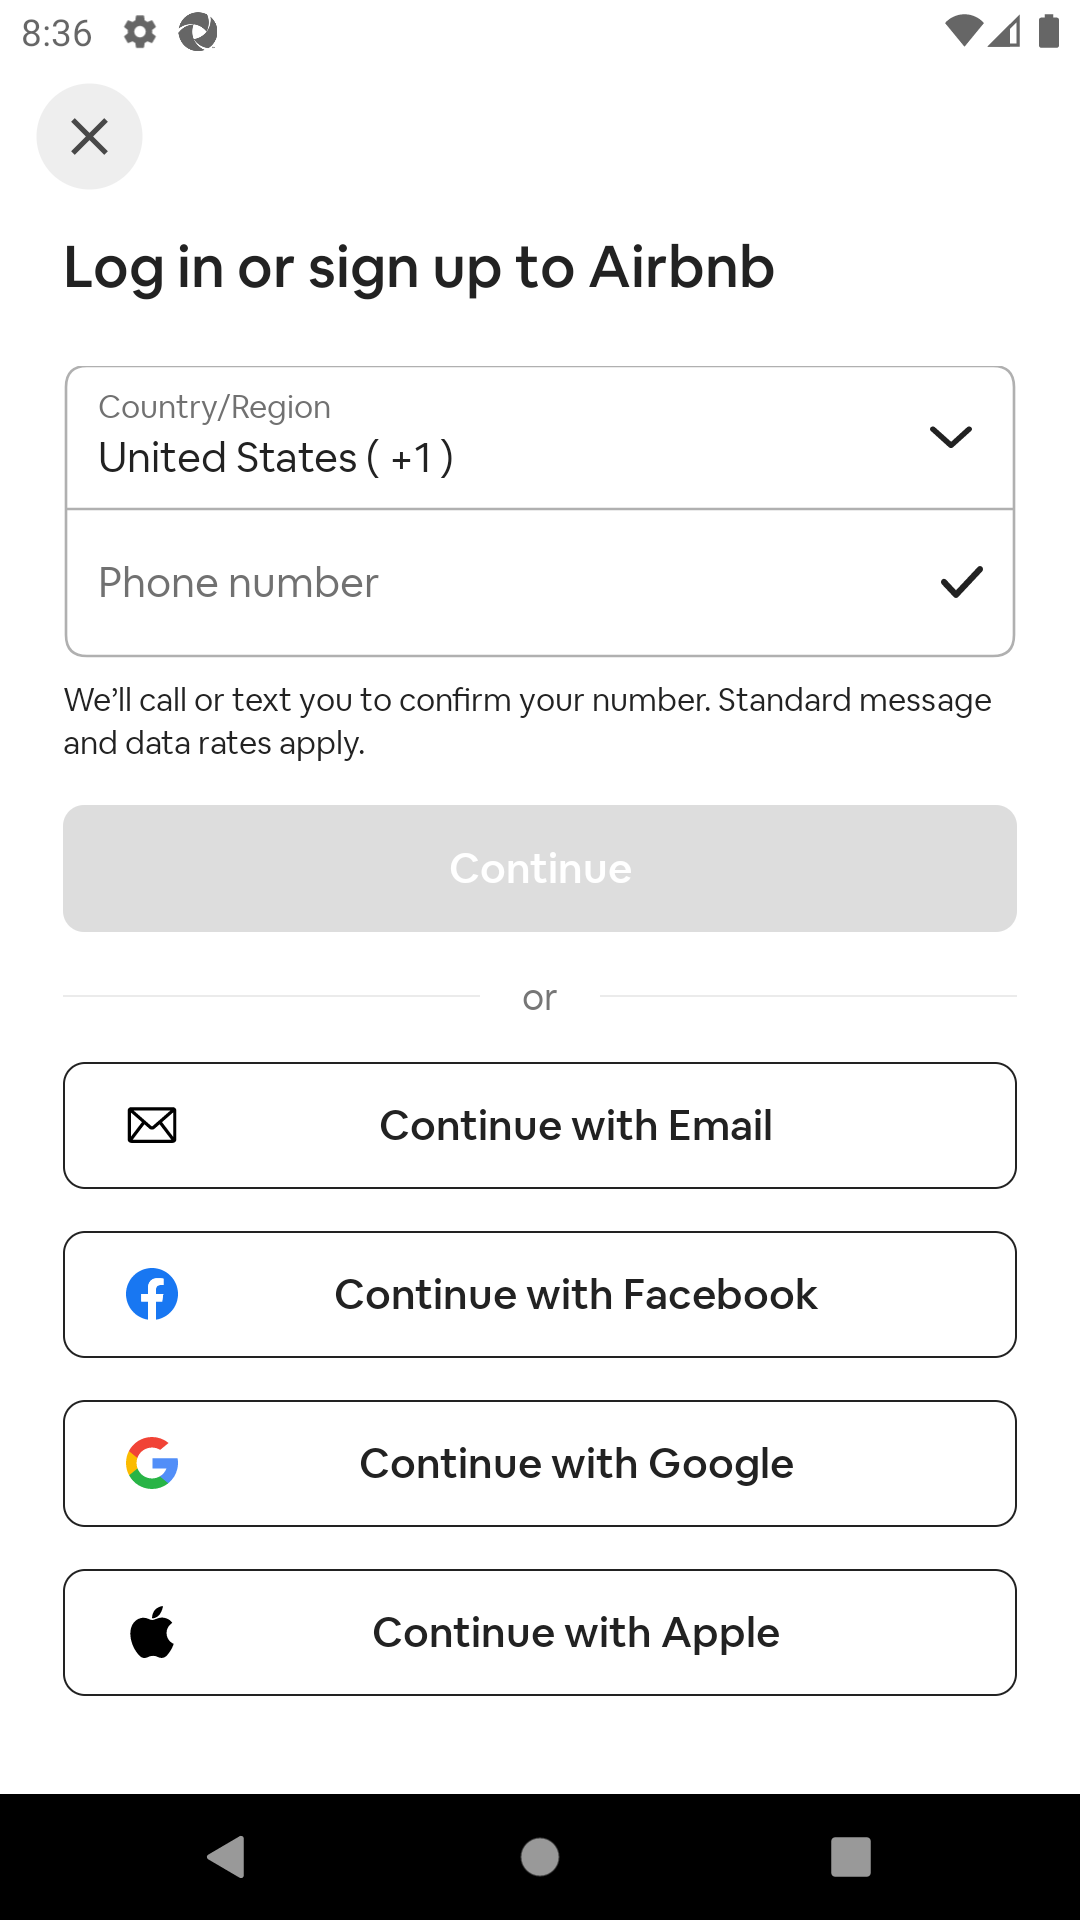 8:36
Log in or sign up to Airbnb
Country/Region
United States ( +1 )
Phone number
We’ll call or text you to confirm your number. Standard message
and data rates apply.
Continue
or
Continue with Email
Continue with Facebook
Continue with Google
Continue with Apple